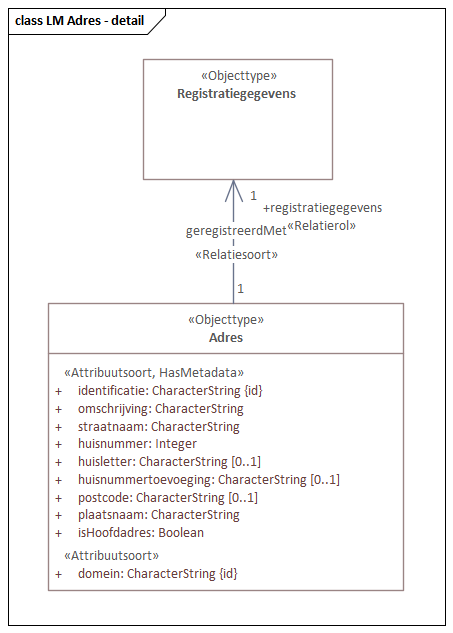 class LM Adres - detail
«Objecttype»
Registratiegegevens
1
+registratiegegevens
geregistreerdMet
«Relatierol»
«Relatiesoort»
1
«Objecttype»
Adres
«Attribuutsoort, HasMetadata»
+ identificatie: CharacterString {id}
+ omschrijving: CharacterString
+ straatnaam: CharacterString
+ huisnummer: Integer
+ huisletter: CharacterString [0..1]
+ huisnummertoevoeging: CharacterString [0..1]
+ postcode: CharacterString [0..1]
+ plaatsnaam: CharacterString
+ isHoofdadres: Boolean
«Attribuutsoort»
+ domein: CharacterString {id}